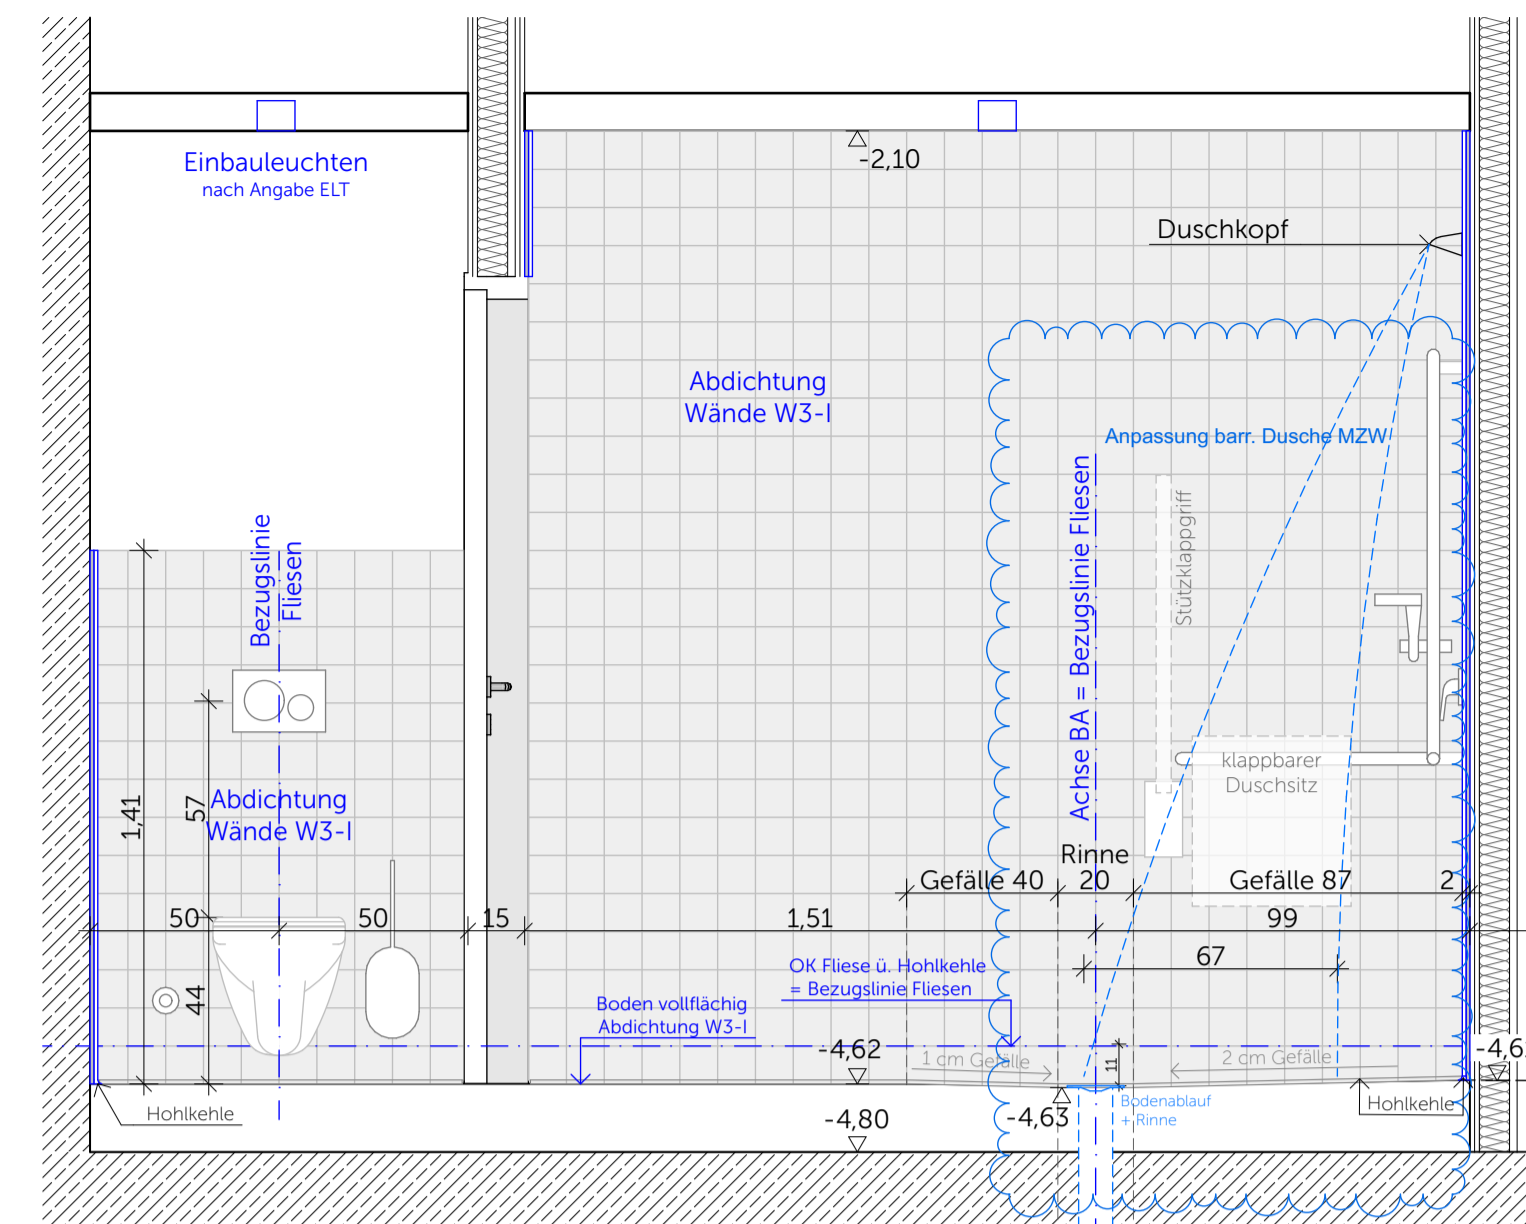 Einbauleuchten
nach Angabe ELT
-2,10
Duschkopf
Abdichtung
Wände W3-I
Anpassung barr. Dusche MZW
Bezugslinie
Fliesen
Achse BA = Bezugslinie Fliesen
Stützklappgriff
klappbarer
Duschsitz
1,41
57
Abdichtung
Wände W3-I
Rinne
Gefälle 40
20
Gefälle 87
2
50
50
15
1,51
99
67
OK Fliese ü. Hohlkehle
= Bezugslinie Fliesen
44
Boden vollflächig
Abdichtung W3-I
-4,62
1 cm Gefälle
11
2 cm Gefälle
Hohlkehle
-4,80
-4,63
Bodenablauf
+ Rinne
Hohlkehle